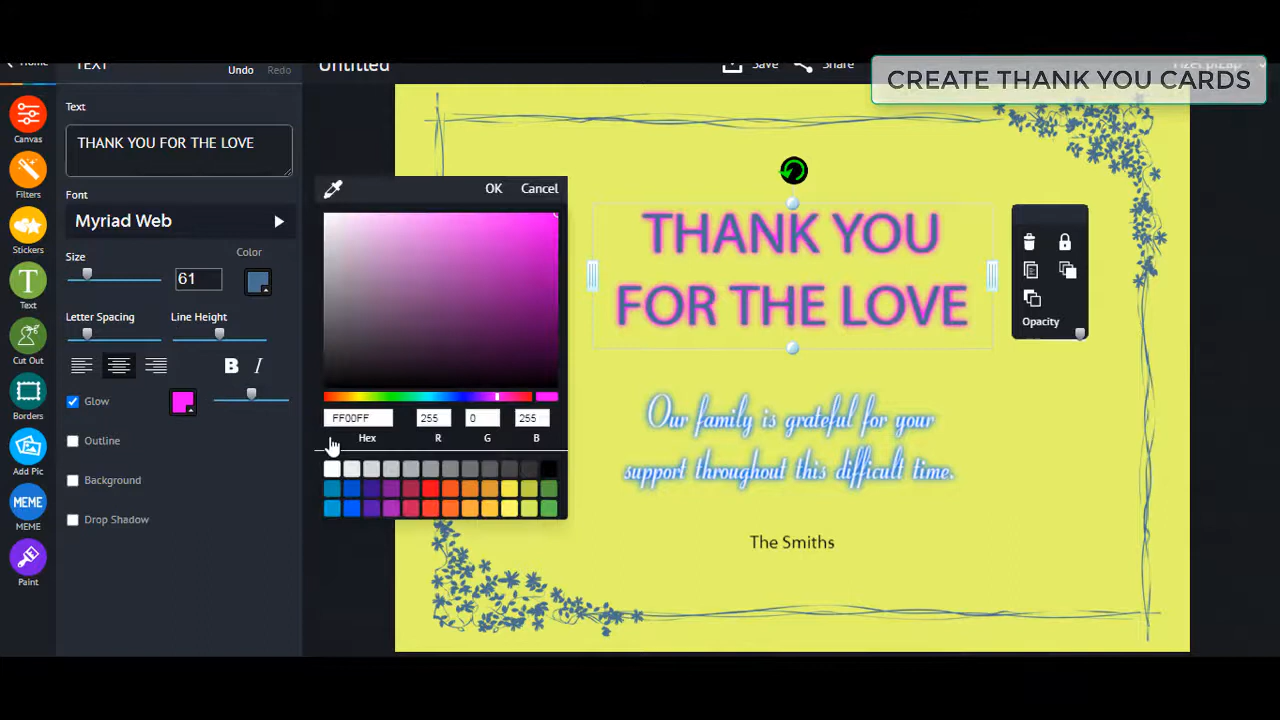 Home
TEXT
Undo
Redo
Untitled
Save
Share
CREATE THANK YOU CARDS
Canvas
Filters
Stickers
Text
Cut Out
Borders
Add Pic
MEME
MEME
Paint
Text
THANK YOU FOR THE LOVE
Font
Myriad Web
Size
61
Color
Letter Spacing
Line Height
B I
Glow
Outline
Background
Drop Shadow
OK
Cancel
FF00FF
255
0
255
Hex
R
G
B
THANK YOU
FOR THE LOVE
Opacity
Our family is grateful for your
support throughout this difficult time.
The Smiths